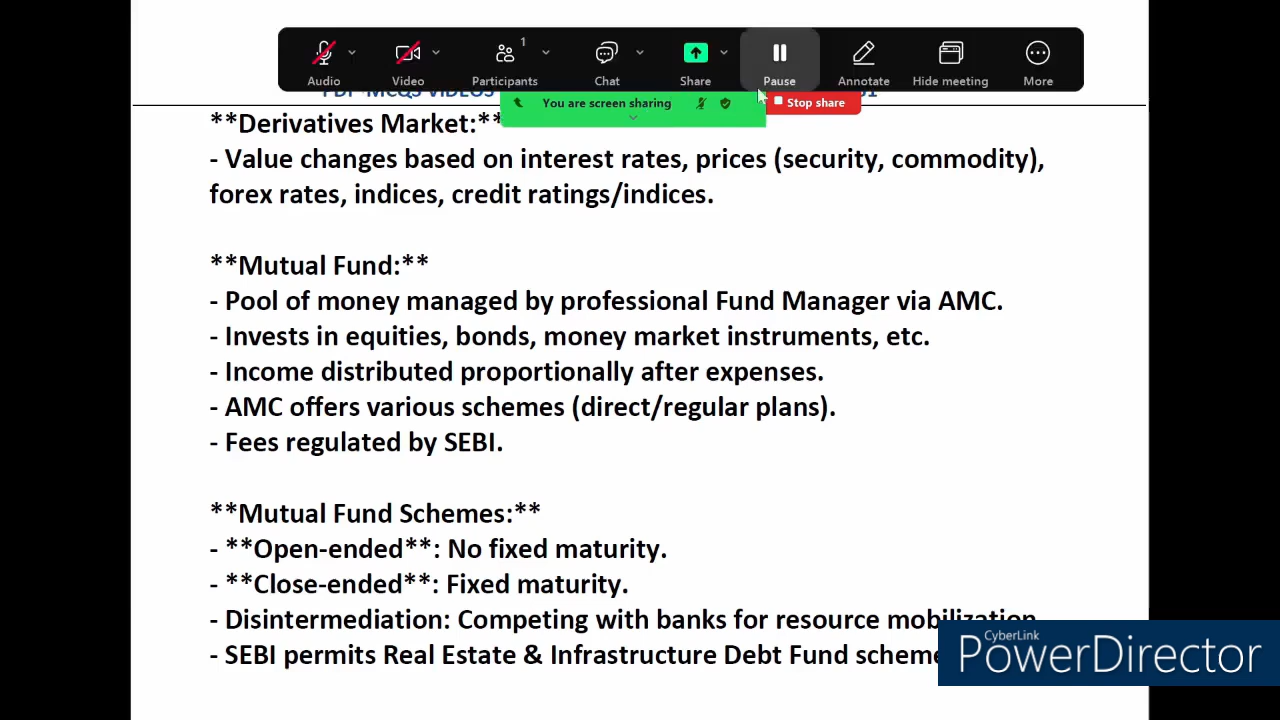 1
Audio
Video
Participants
Chat
Share
Pause
Annotate
Hide meeting
More
You are screen sharing
Stop share
**Derivatives Market:**
- Value changes based on interest rates, prices (security, commodity),
forex rates, indices, credit ratings/indices.
**Mutual Fund:**
- Pool of money managed by professional Fund Manager via AMC.
- Invests in equities, bonds, money market instruments, etc.
- Income distributed proportionally after expenses.
- AMC offers various schemes (direct/regular plans).
- Fees regulated by SEBI.
**Mutual Fund Schemes:**
- **Open-ended**: No fixed maturity.
- **Close-ended**: Fixed maturity.
- Disintermediation: Competing with banks for resource mobilization
- SEBI permits Real Estate & Infrastructure Debt Fund scheme
CyberLink
PowerDirector